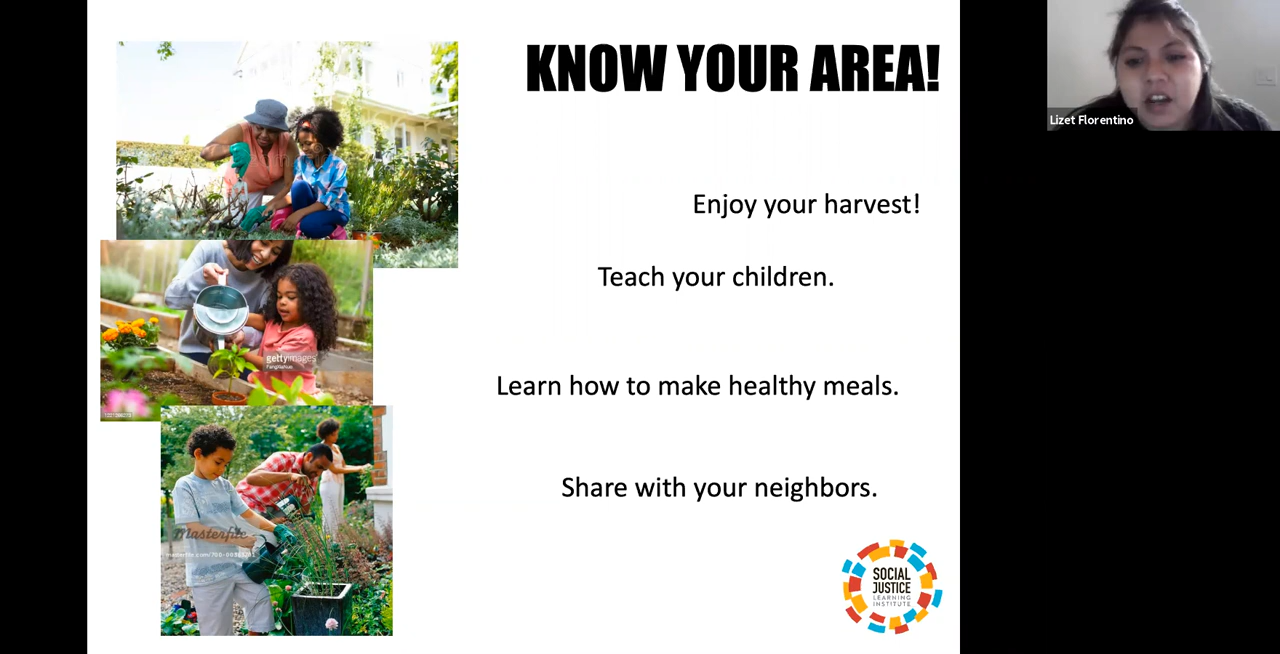 KNOW YOUR AREA!
Lizet Florentino
Enjoy your harvest!
Teach your children.
gettyimages
Learn how to make healthy meals.
Share with your neighbors.
Masterfile
SOCIAL
JUSTICE
LEARNING
INSTITUTE